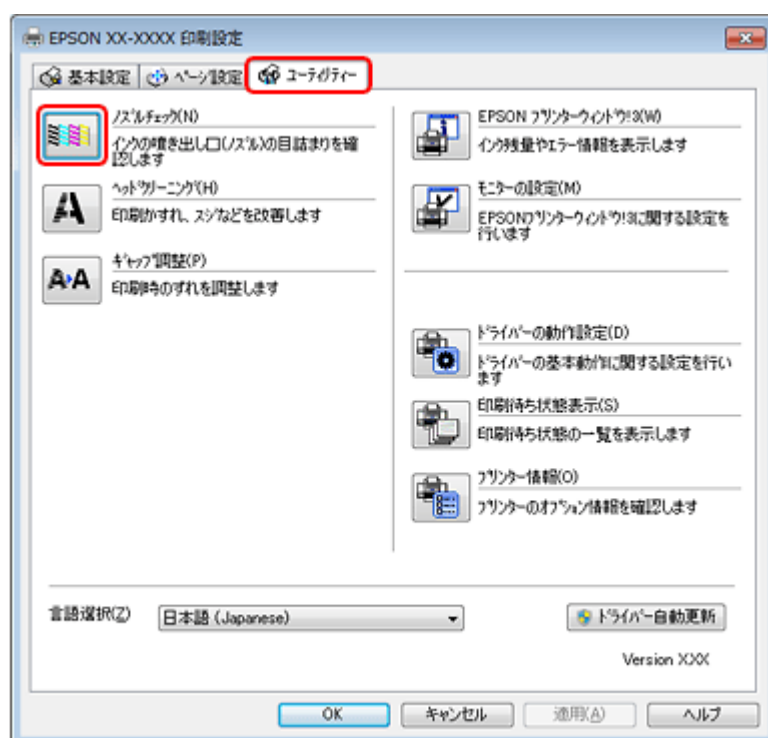 EPSON XX-XXXX 印刷設定
基本設定
ページ設定
ユーティリティー
ノズルチェック(N)
インクの噴き出し口(ノズル)の目詰まりを確
認します
ヘッドクリーニング(H)
印刷かすれ、スジなどを改善します
ギャップ調整(P)
印刷時のずれを調整します
EPSON プリンターウィンドウ!3(W)
インク残量やエラー情報を表示します
モニターの設定(M)
EPSONプリンターウィンドウ!3に関する設定を
行います
ドライバーの動作設定(D)
ドライバーの基本動作に関する設定を行い
ます
印刷待ち状態表示(S)
印刷待ち状態の一覧を表示します
プリンター情報(O)
プリンターのオプション情報を確認します
言語選択(Z)
日本語 (Japanese)
ドライバー自動更新
Version XXX
OK
キャンセル
適用(A)
ヘルプ